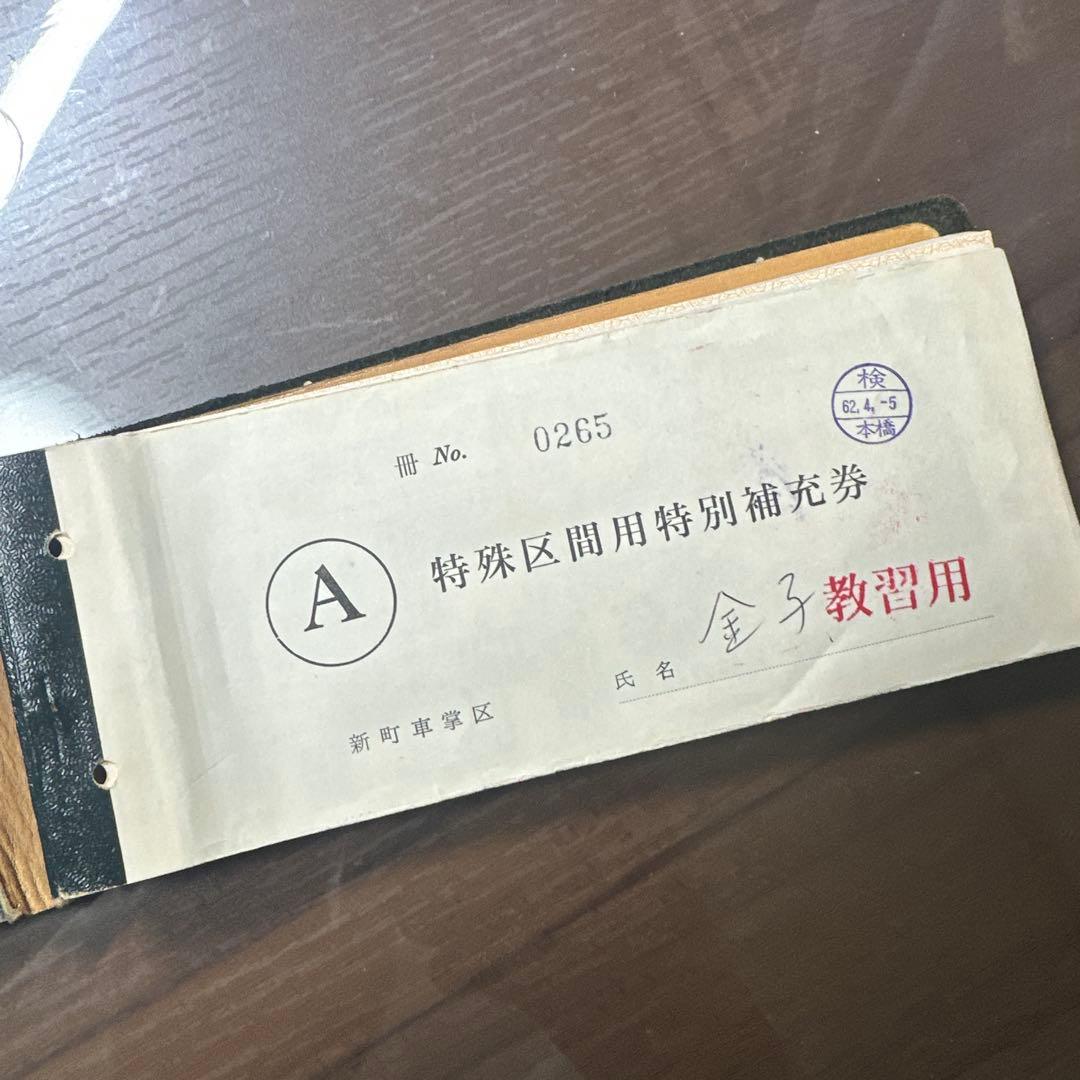 冊 No. 0265
検
62.4.-5
本橋
A
特殊区間用特別補充券
教習用
氏名 金子
新町車掌区